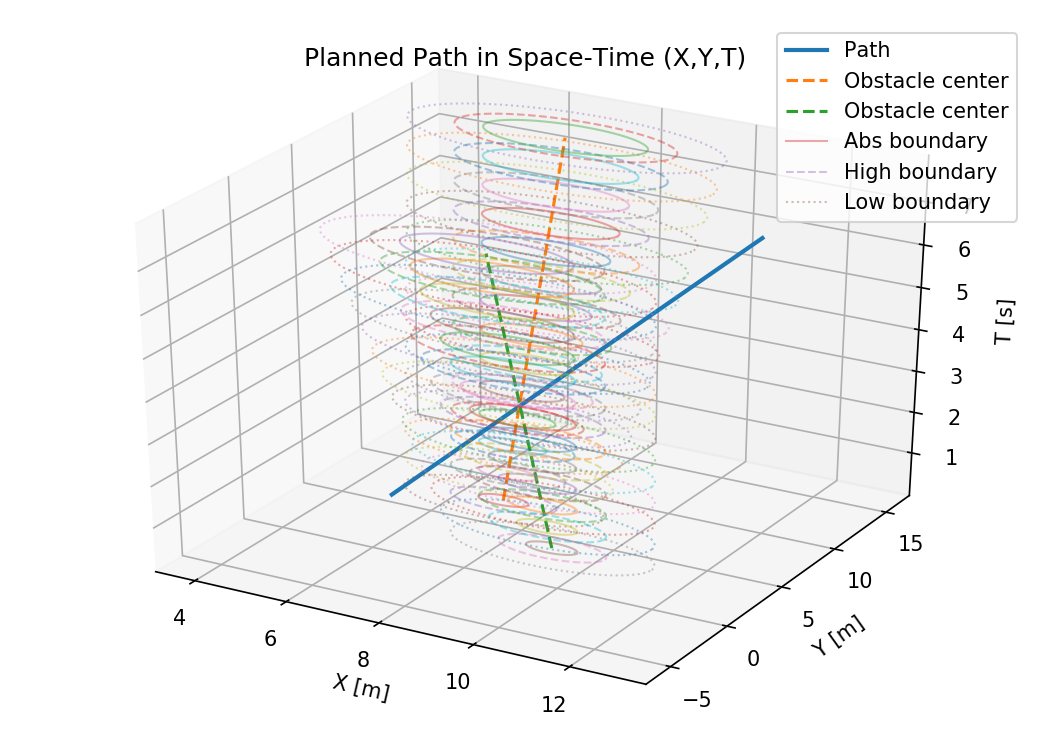 Planned Path in Space-Time (X,Y,T)
Path
Obstacle center
Obstacle center
Abs boundary
High boundary
Low boundary
6
5
4
3
2
1
T [s]
15
10
5
0
−5
Y [m]
4
6
8
10
12
X [m]